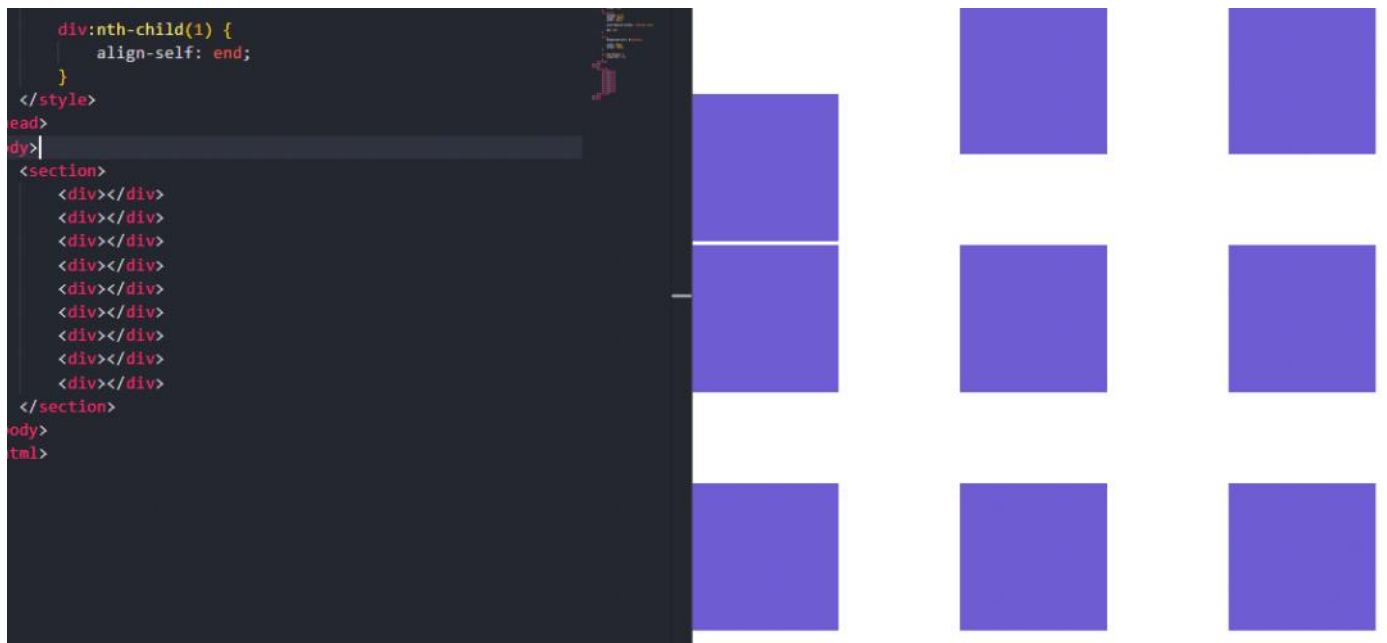 div:nth-child(1) {
align-self: end;
}
</style>
ead>
dy>
<section>
<div></div>
<div></div>
<div></div>
<div></div>
<div></div>
<div></div>
<div></div>
<div></div>
<div></div>
</section>
ody>
tml>